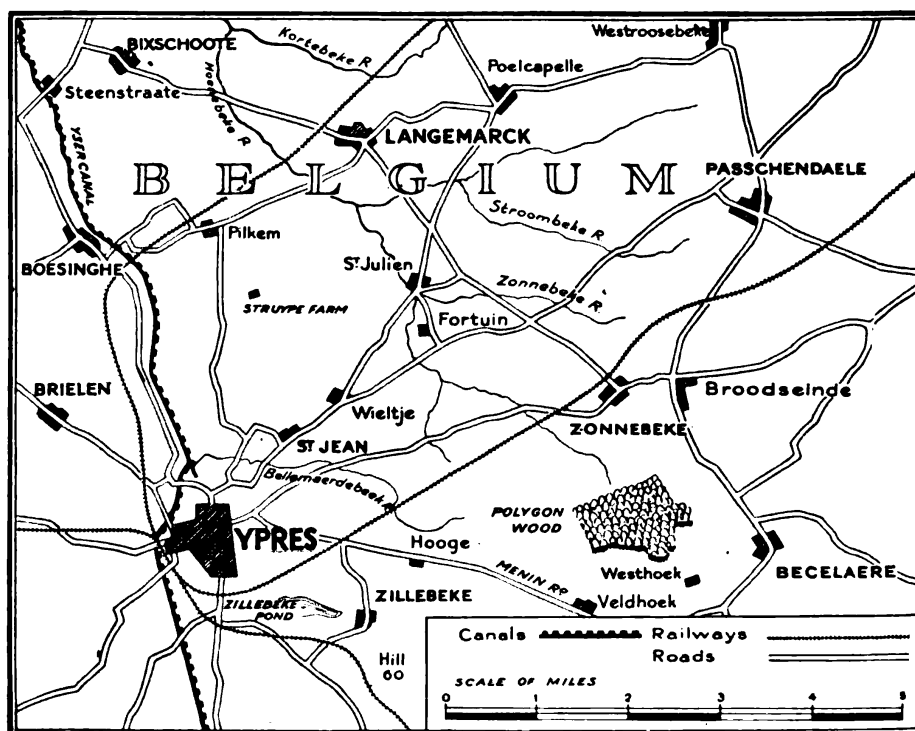 Kortebeke R.
Westroosebeke
BIXSCHOOTE
Hoonebeke R.
Poelcapelle
Steenstraate
LANGEMARCK
YSER CANAL
BELGIUM
PASSCHENDAELE
Stroombeke R.
Pilkem
BOESINGHE
ST JULIEN
Zonnebeke R.
STRUYPE FARM
Fortuin
BRIELEN
Broodseinde
Wieltje
ZONNEBEKE
ST JEAN
Bellewaerdebeek R.
POLYGON
WOOD
YPRES
Hooge
MENIN RD
Westhoek
BECELAERE
ZILLEBEKE
POND
ZILLEBEKE
Veldhoek
Hill
60
Canals Railways
Roads
SCALE OF MILES
0 1 2 3 4 5